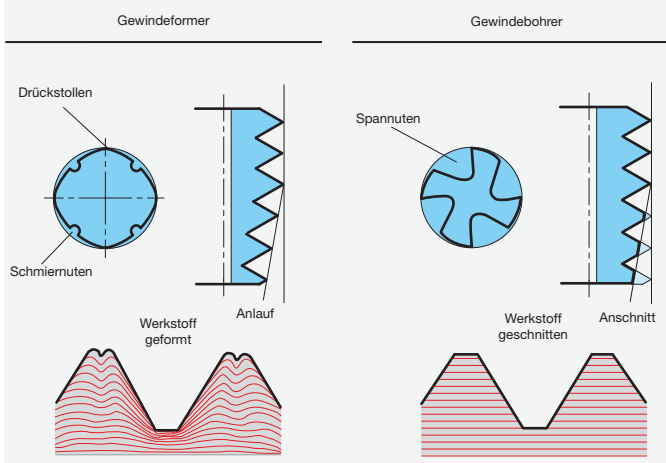 Gewindeformer
Gewindebohrer
Drückstollen
Schmiernuten
Anlauf
Werkstoff
geformt
Spannuten
Werkstoff
geschnitten
Anschnitt